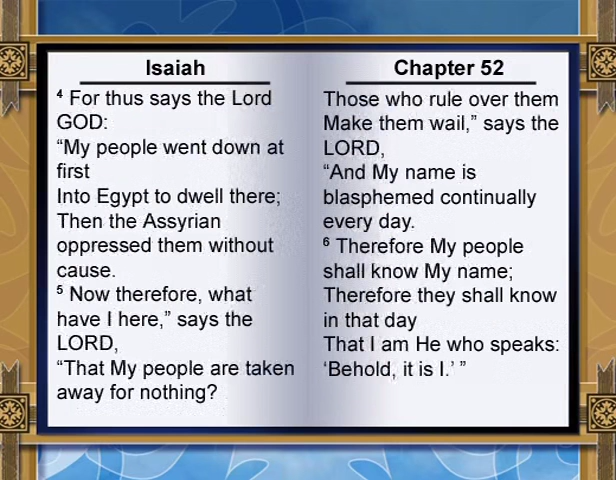 Isaiah
⁴ For thus says the Lord
GOD:
“My people went down at
first
Into Egypt to dwell there;
Then the Assyrian
oppressed them without
cause.
⁵ Now therefore, what
have I here,” says the
LORD,
“That My people are taken
away for nothing?
Chapter 52
Those who rule over them
Make them wail,” says the
LORD,
“And My name is
blasphemed continually
every day.
⁶ Therefore My people
shall know My name;
Therefore they shall know
in that day
That I am He who speaks:
‘Behold, it is I.’ ”